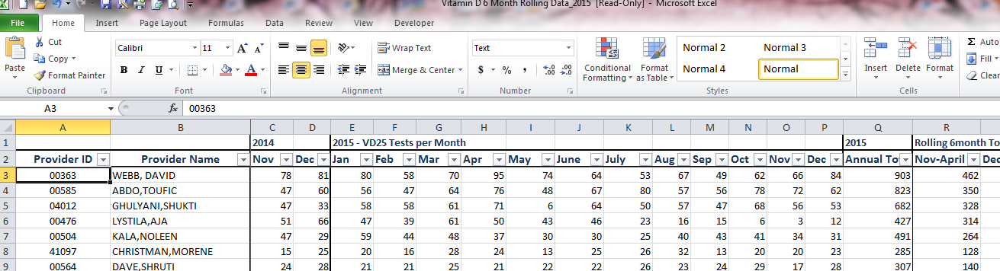 Vitamin D 6 Month Rolling Data_2015 [Read-Only] - Microsoft Excel
File Home Insert Page Layout Formulas Data Review View Developer
Cut Calibri 11 A A Wrap Text Text Normal 2 Normal 3 Σ Auto
Copy Fill
Paste Format Painter B I U A Merge & Center $ % , .0 .00 .00 .0 Conditional Formatting Format as Table Normal 4 Normal Insert Delete Format Clear
Clipboard Font Alignment Number Styles Cells
A3 fx 00363
A B C D E F G H I J K L M N O P Q R
1 2014 2015 - VD25 Tests per Month 2015 Rolling 6month To
2 Provider ID Provider Name Nov Dec Jan Feb Mar Apr May June July Aug Sep Oct Nov Dec Annual To Nov-April Dec
3 00363 WEBB, DAVID 78 81 80 58 70 95 74 64 53 67 49 62 66 84 903 462
4 00585 ABDO,TOUFIC 47 60 56 47 64 76 48 67 80 57 56 78 72 62 823 350
5 04012 GHULYANI,SHUKTI 47 33 58 58 61 71 6 64 50 57 47 68 56 53 682 328
6 00476 LYSTILA,AJA 51 66 47 39 61 50 43 46 23 16 15 6 3 12 427 314
7 00504 KALA,NOLEEN 47 29 59 44 48 37 30 30 25 40 43 41 34 31 491 264
8 41097 CHRISTMAN,MORENE 15 25 20 16 28 24 13 25 26 32 13 20 20 23 285 128
9 00564 DAVE,SHRUTI 24 28 21 21 25 21 22 22 26 23 24 29 17 28 307 140